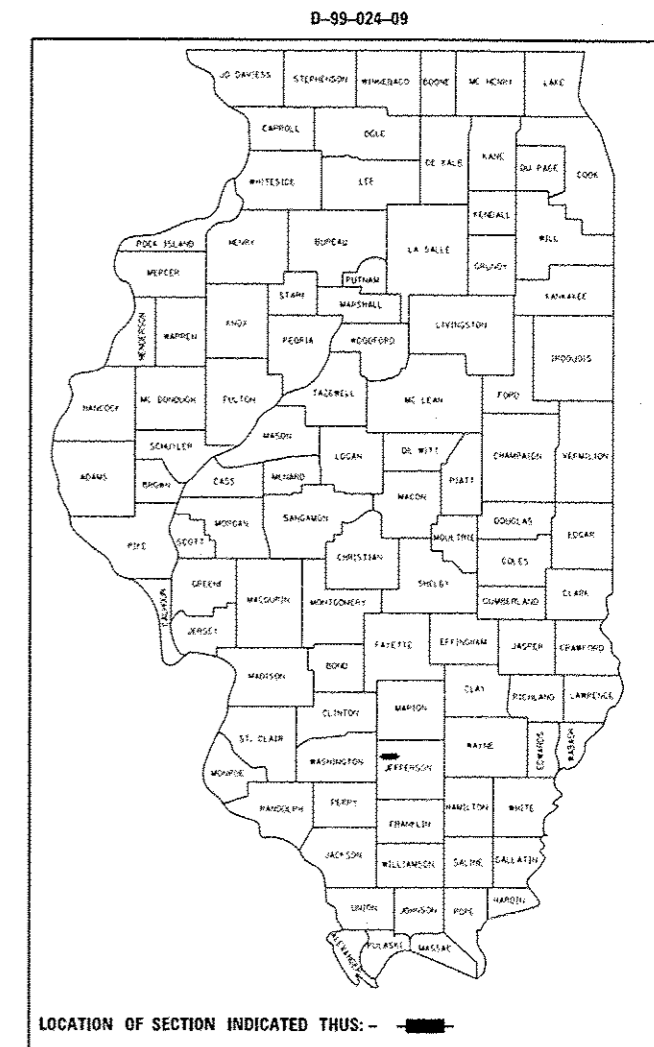 D-99-024-09
JO DAVIESS STEPHENSON WINNEBAGO BOONE MC HENRY LAKE
CARROLL OGLE DE KALB KANE DU PAGE COOK
WHITESIDE LEE
KENDALL WILL
ROCK ISLAND HENRY BUREAU LA SALLE GRUNDY
MERCER PUTNAM
STARK MARSHALL KANKAKEE
HENDERSON WARREN KNOX LIVINGSTON
PEORIA WOODFORD IROQUOIS
HANCOCK MC DONOUGH FULTON TAZEWELL MC LEAN FORD
MASON
SCHUYLER LOGAN DE WITT CHAMPAIGN VERMILION
ADAMS BROWN CASS MENARD PIATT
MACON
PIKE SCOTT MORGAN SANGAMON MOULTRIE DOUGLAS EDGAR
CHRISTIAN COLES
CALHOUN GREENE MACOUPIN MONTGOMERY SHELBY CUMBERLAND CLARK
JERSEY
FAYETTE EFFINGHAM JASPER CRAWFORD
MADISON BOND
CLAY RICHLAND LAWRENCE
CLINTON MARION
ST. CLAIR WAYNE EDWARDS WABASH
MONROE WASHINGTON JEFFERSON
RANDOLPH PERRY HAMILTON WHITE
FRANKLIN
JACKSON WILLIAMSON SALINE GALLATIN
UNION JOHNSON POPE HARDIN
ALEXANDER PULASKI MASSAC
LOCATION OF SECTION INDICATED THUS: -